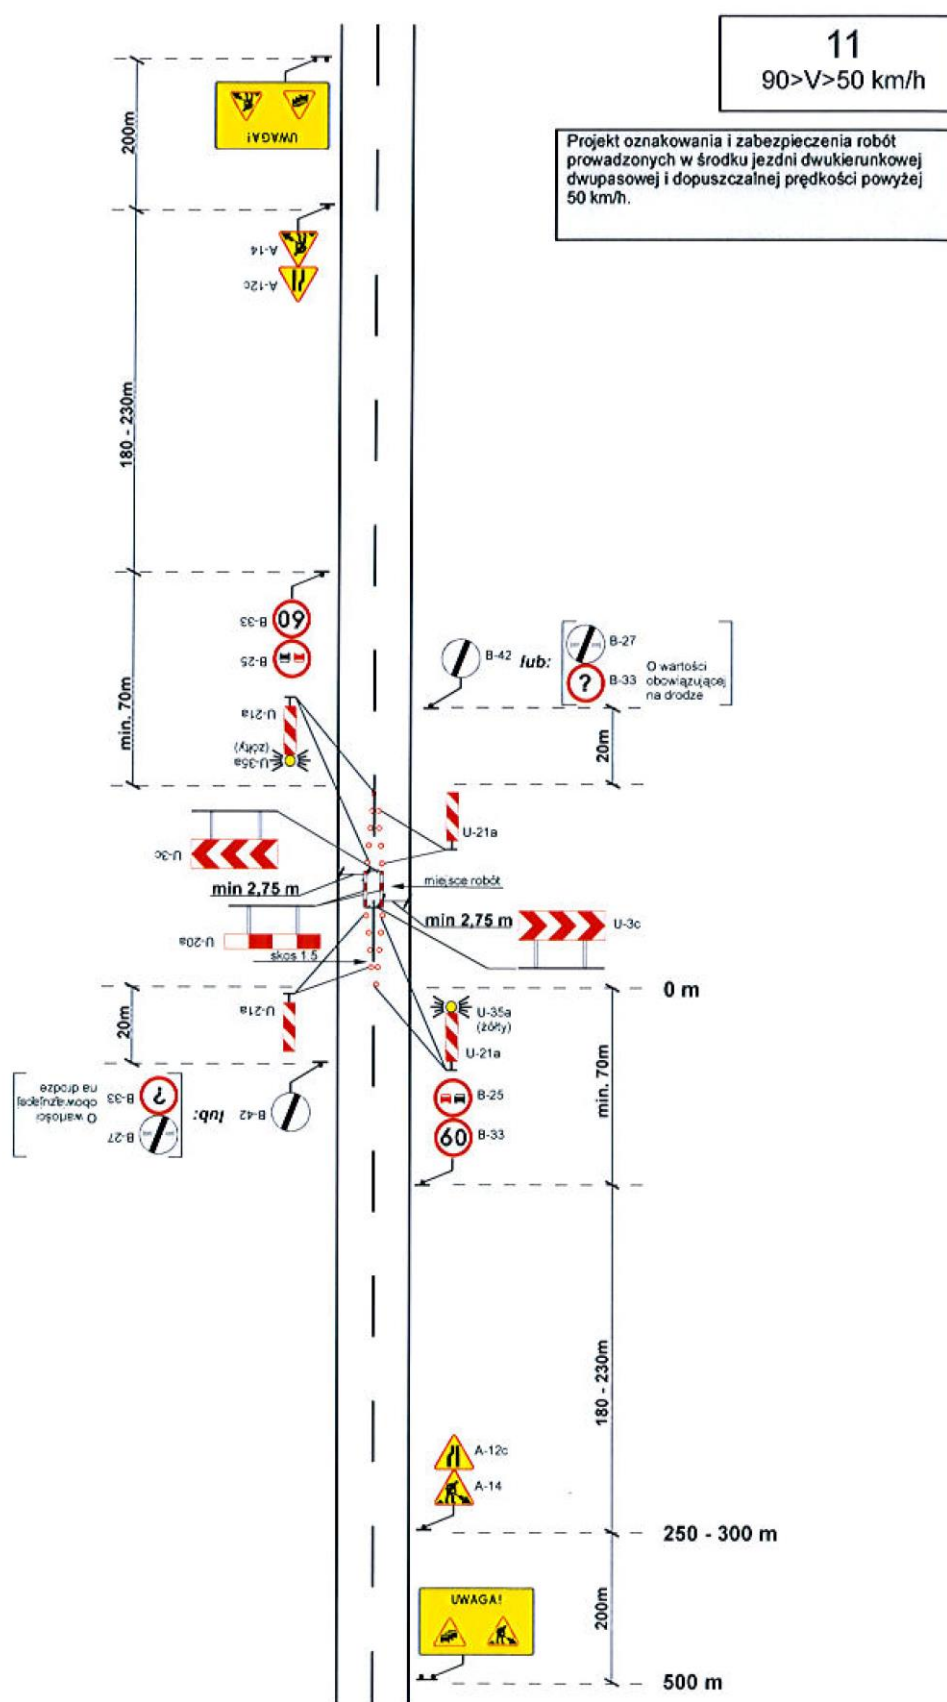 11
90>V>50 km/h
Projekt oznakowania i zabezpieczenia robót
prowadzonych w środku jezdni dwukierunkowej
dwupasowej i dopuszczalnej prędkości powyżej
50 km/h.
200m
UWAGA!
A-14
A-12c
180 - 230m
B-33
60
B-25
min. 70m
U-21a
(żółty)
U-35a
B-42
lub:
B-27
?
B-33
O wartości
obowiązującej
na drodze
20m
U-21a
U-3c
min 2,75 m
miejsce robót
min 2,75 m
U-3c
U-20a
skos 1:5
0 m
20m
U-21a
U-35a
(żółty)
U-21a
min. 70m
B-25
60
B-33
B-42
lub:
B-33
?
B-27
O wartości
obowiązującej
na drodze
180 - 230m
A-12c
A-14
250 - 300 m
UWAGA!
200m
500 m